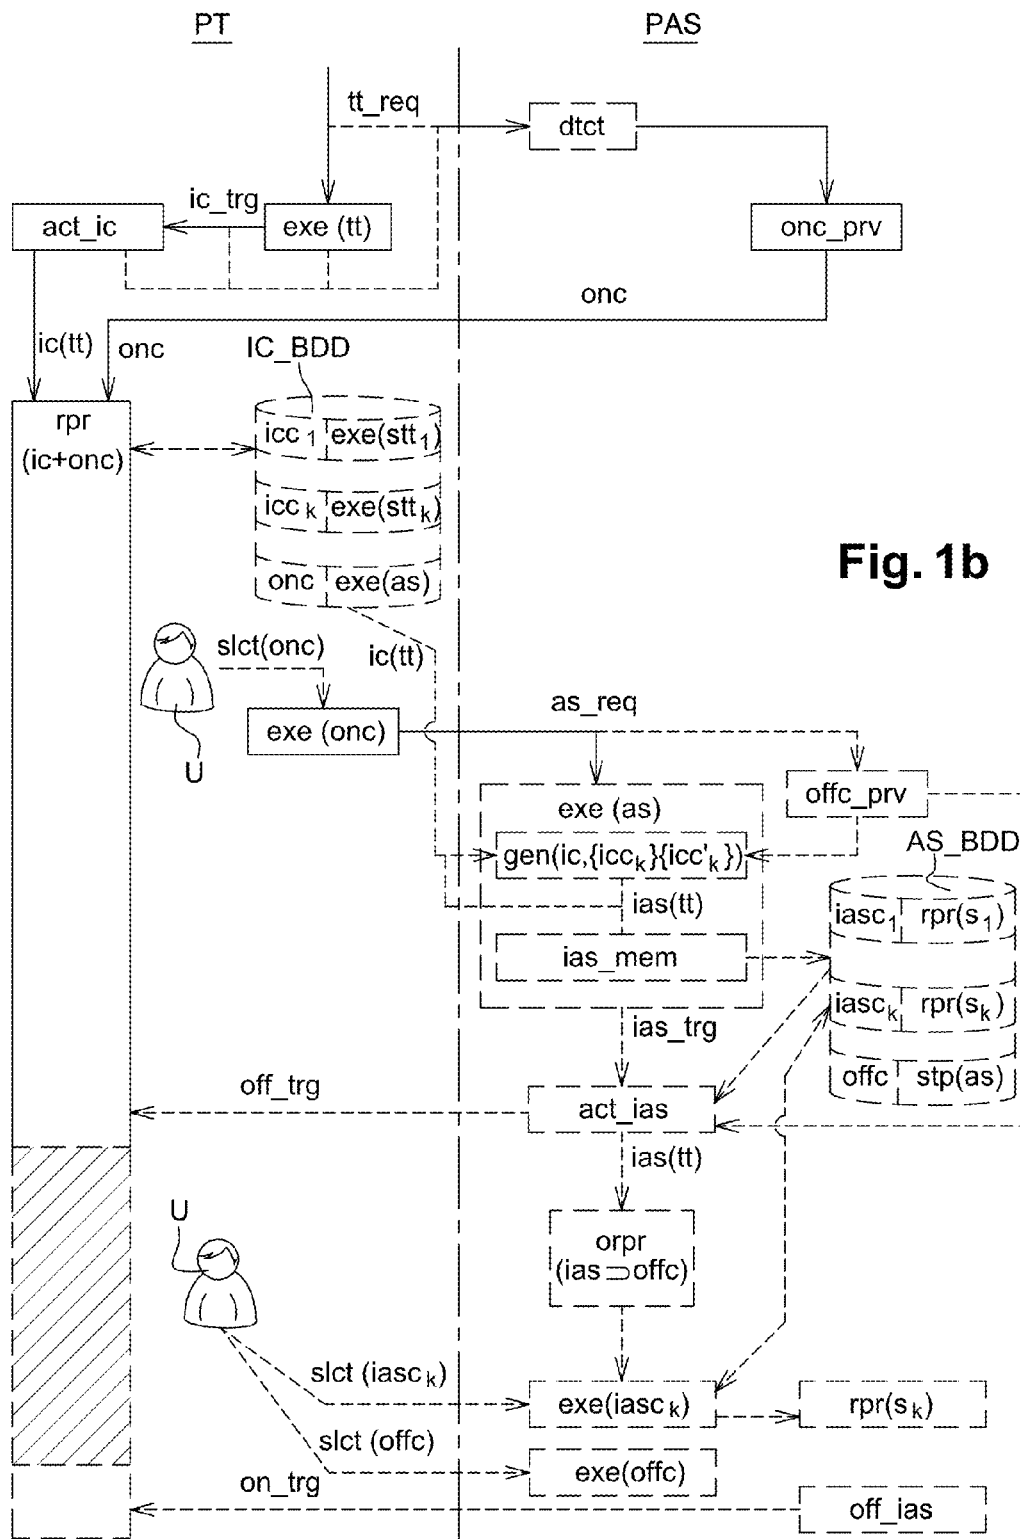 PT PAS
tt_req
dtct
ic_trg
act_ic
exe (tt)
onc_prv
onc
ic(tt)
onc
IC_BDD
rpr
(ic+onc)
icc1 exe(stt1)
icck exe(sttk)
onc exe(as)
Fig. 1b
slct(onc)
ic(tt)
U
exe (onc)
as_req
exe (as)
offc_prv
gen(ic,{icck}{icc'k})
AS_BDD
ias(tt)
iasc1 rpr(s1)
ias_mem
iasck rpr(sk)
ias_trg
offc stp(as)
off_trg
act_ias
ias(tt)
U
orpr
(ias⊃offc)
slct (iasck)
exe(iasck)
rpr(sk)
slct (offc)
exe(offc)
on_trg
off_ias